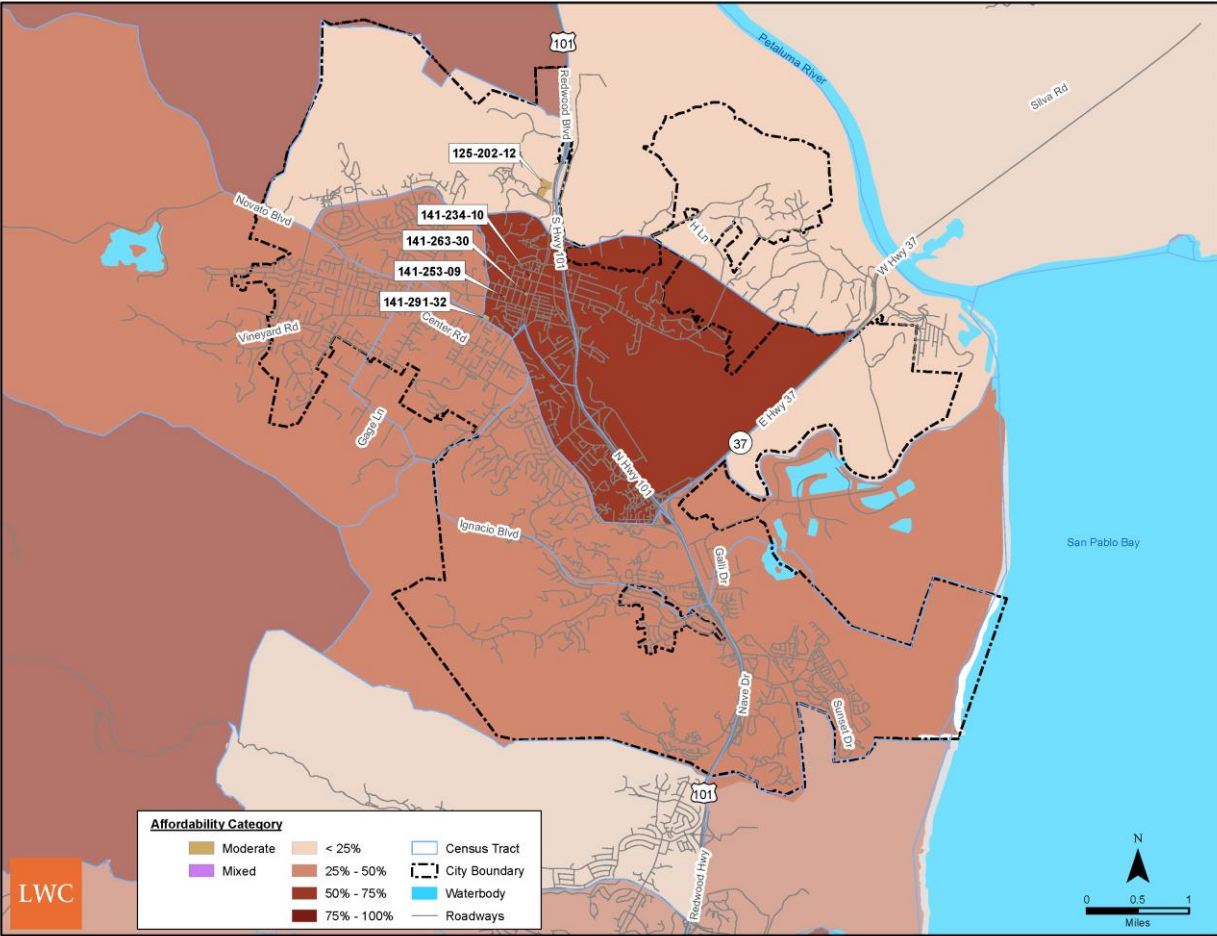 101
Redwood Blvd
Petaluma River
Silva Rd
125-202-12
Novato Blvd
141-234-10
S Hwy 101
H Ln
141-263-30
W Hwy 37
141-253-09
141-291-32
Center Rd
Vineyard Rd
Gage Ln
E Hwy 37
37
N Hwy 101
Ignacio Blvd
San Pablo Bay
Galli Dr
Nave Dr
Sunset Dr
101
Redwood Hwy
Affordability Category
Moderate
Mixed
< 25%
25% - 50%
50% - 75%
75% - 100%
Census Tract
City Boundary
Waterbody
Roadways
LWC
N
0 0.5 1
Miles